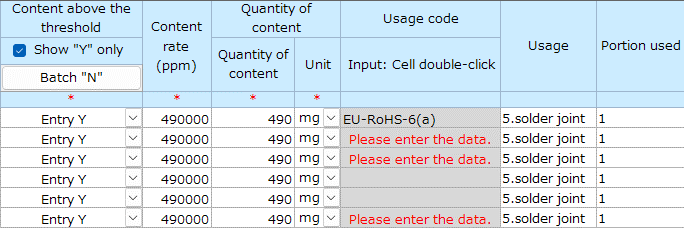 Content above the threshold
Show "Y" only
Batch "N"
Content rate (ppm)
Quantity of content
Quantity of content
Unit
Usage code
Input: Cell double-click
Usage
Portion used
* * * *
Entry Y 490000 490 mg EU-RoHS-6(a) 5.solder joint 1
Entry Y 490000 490 mg Please enter the data. 5.solder joint 1
Entry Y 490000 490 mg Please enter the data. 5.solder joint 1
Entry Y 490000 490 mg 5.solder joint 1
Entry Y 490000 490 mg 5.solder joint 1
Entry Y 490000 490 mg Please enter the data. 5.solder joint 1